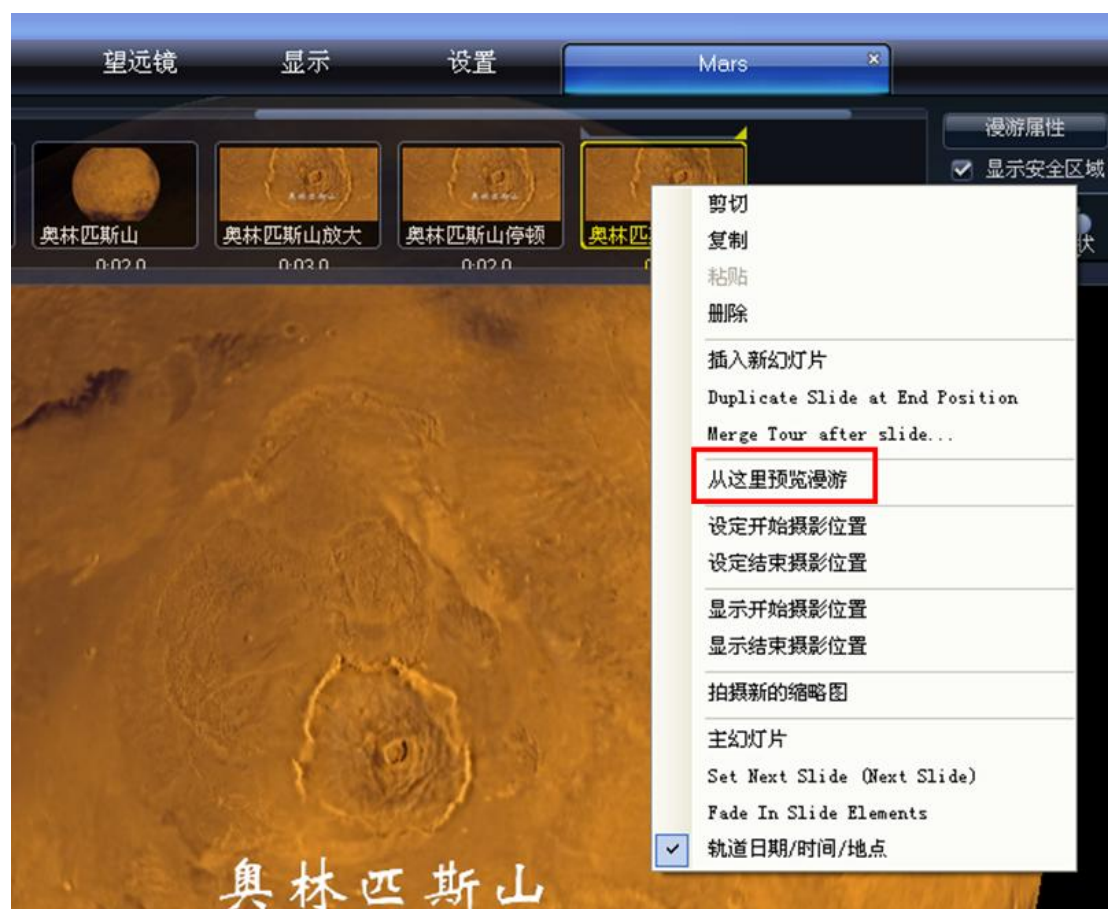 望远镜 显示 设置 Mars
漫游属性
显示安全区域
奥林匹斯山 奥林匹斯山放大 奥林匹斯山停顿 奥林匹
0:02.0 0:03.0 0:02.0
状
剪切
复制
粘贴
删除
插入新幻灯片
Duplicate Slide at End Position
Merge Tour after slide...
从这里预览漫游
设定开始摄影位置
设定结束摄影位置
显示开始摄影位置
显示结束摄影位置
拍摄新的缩略图
主幻灯片
Set Next Slide (Next Slide)
Fade In Slide Elements
轨道日期/时间/地点
奥林匹斯山